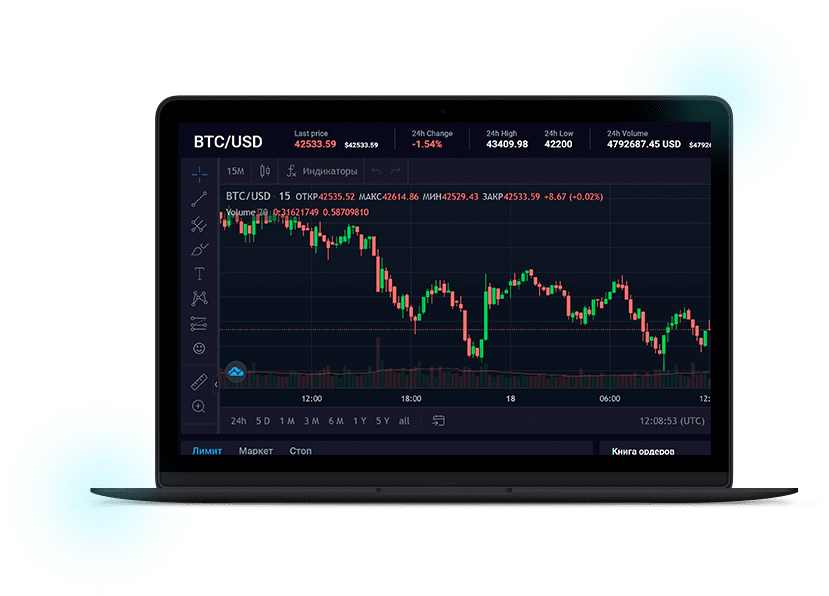 BTC/USD
Last price
42533.59 $42533.59
24h Change
-1.54%
24h High
43409.98
24h Low
42200
24h Volume
4792687.45 USD $4792
15M Индикаторы
BTC/USD · 15 ОТКР42535.52 МАКС42614.86 МИН42529.43 ЗАКР42533.59 +8.67 (+0.02%)
Volume 20 0.31621749 0.58709810
12:00 18:00 18 06:00 12:
24h 5 D 1 M 3 M 6 M 1 Y 5 Y all 12:08:53 (UTC)
Лимит Маркет Стоп Книга ордеров